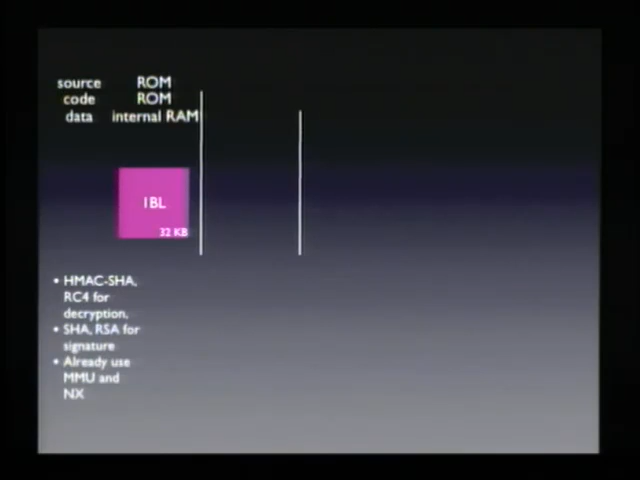 source ROM
code ROM
data internal RAM
1BL
32 KB
• HMAC-SHA,
RC4 for
decryption,
• SHA, RSA for
signature
• Already use
MMU and
NX